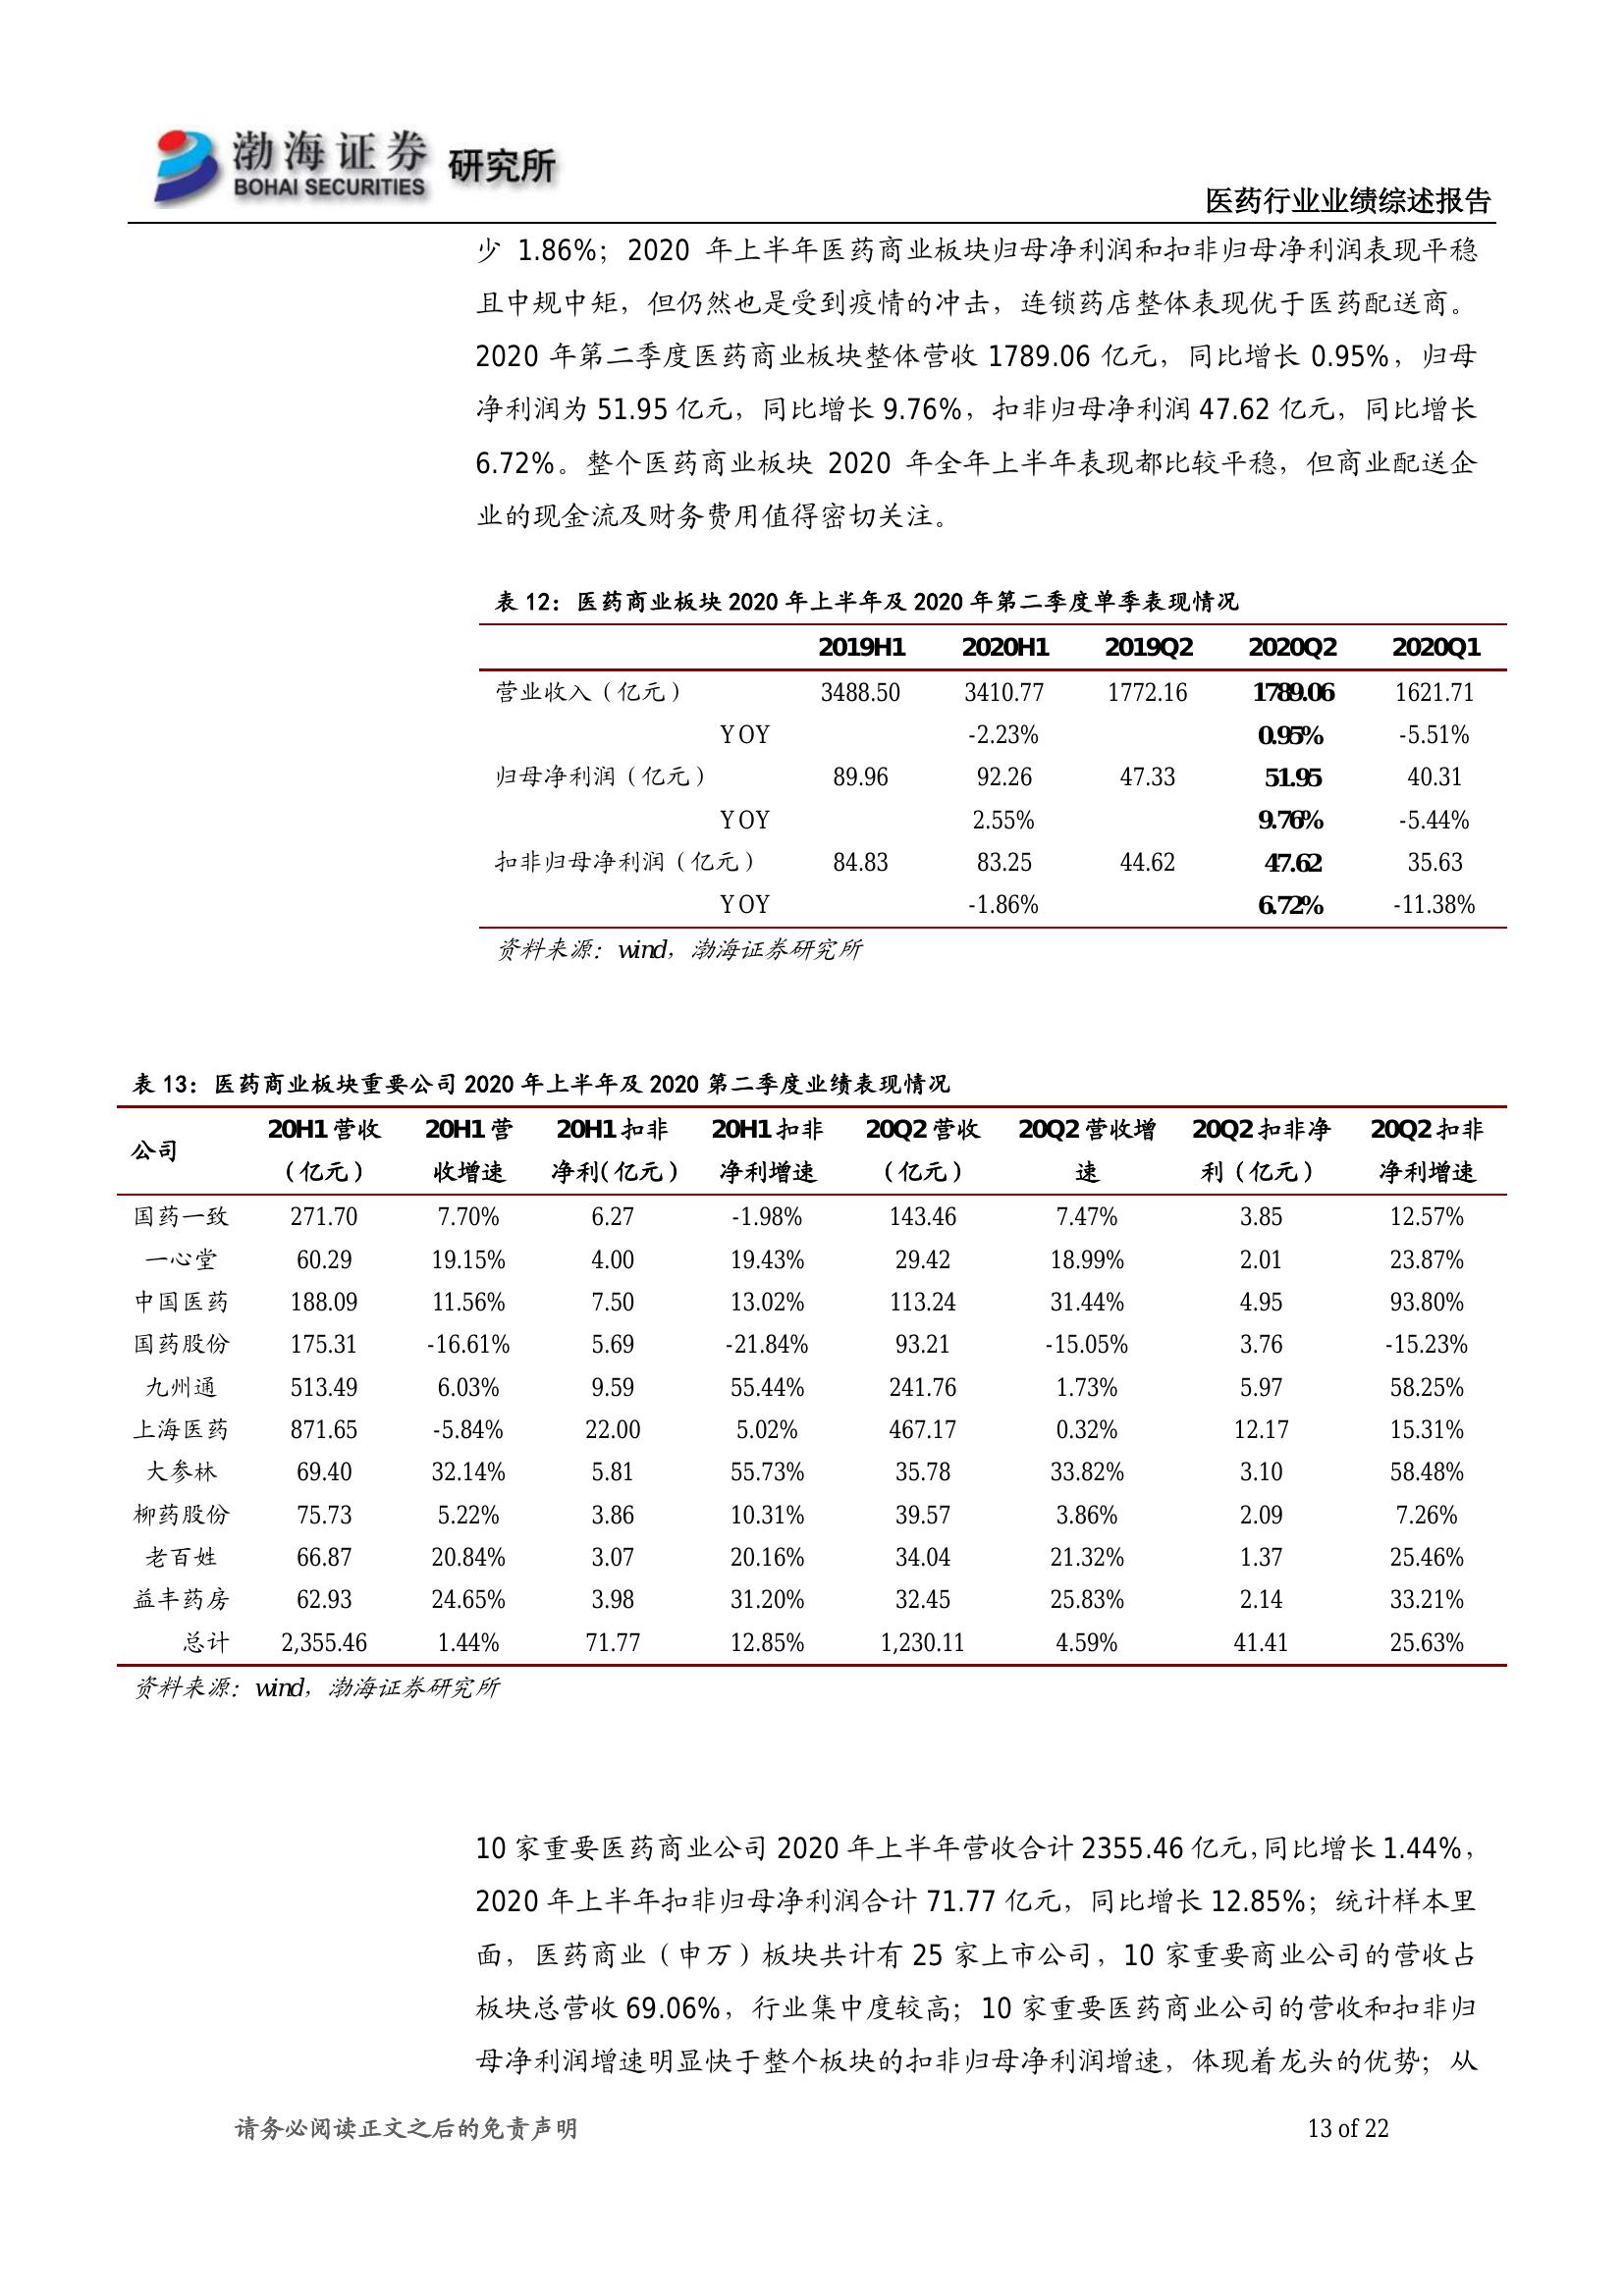 渤海证券 研究所
BOHAI SECURITIES
医药行业业绩综述报告
少 1.86%；2020 年上半年医药商业板块归母净利润和扣非归母净利润表现平稳
且中规中矩，但仍然也是受到疫情的冲击，连锁药店整体表现优于医药配送商。
2020 年第二季度医药商业板块整体营收 1789.06 亿元，同比增长 0.95%，归母
净利润为 51.95 亿元，同比增长 9.76%，扣非归母净利润 47.62 亿元，同比增长
6.72%。整个医药商业板块 2020 年全年上半年表现都比较平稳，但商业配送企
业的现金流及财务费用值得密切关注。
表 12：医药商业板块 2020 年上半年及 2020 年第二季度单季表现情况
2019H1 2020H1 2019Q2 2020Q2 2020Q1
营业收入（亿元） 3488.50 3410.77 1772.16 1789.06 1621.71
YOY -2.23% 0.95% -5.51%
归母净利润（亿元） 89.96 92.26 47.33 51.95 40.31
YOY 2.55% 9.76% -5.44%
扣非归母净利润（亿元） 84.83 83.25 44.62 47.62 35.63
YOY -1.86% 6.72% -11.38%
资料来源：wind，渤海证券研究所
表 13：医药商业板块重要公司 2020 年上半年及 2020 第二季度业绩表现情况
公司 20H1 营收 20H1 营 20H1 扣非 20H1 扣非 20Q2 营收 20Q2 营收增 20Q2 扣非净 20Q2 扣非
（亿元） 收增速 净利(亿元) 净利增速 （亿元） 速 利（亿元） 净利增速
国药一致 271.70 7.70% 6.27 -1.98% 143.46 7.47% 3.85 12.57%
一心堂 60.29 19.15% 4.00 19.43% 29.42 18.99% 2.01 23.87%
中国医药 188.09 11.56% 7.50 13.02% 113.24 31.44% 4.95 93.80%
国药股份 175.31 -16.61% 5.69 -21.84% 93.21 -15.05% 3.76 -15.23%
九州通 513.49 6.03% 9.59 55.44% 241.76 1.73% 5.97 58.25%
上海医药 871.65 -5.84% 22.00 5.02% 467.17 0.32% 12.17 15.31%
大参林 69.40 32.14% 5.81 55.73% 35.78 33.82% 3.10 58.48%
柳药股份 75.73 5.22% 3.86 10.31% 39.57 3.86% 2.09 7.26%
老百姓 66.87 20.84% 3.07 20.16% 34.04 21.32% 1.37 25.46%
益丰药房 62.93 24.65% 3.98 31.20% 32.45 25.83% 2.14 33.21%
总计 2,355.46 1.44% 71.77 12.85% 1,230.11 4.59% 41.41 25.63%
资料来源：wind，渤海证券研究所
10 家重要医药商业公司 2020 年上半年营收合计 2355.46 亿元，同比增长 1.44%，
2020 年上半年扣非归母净利润合计 71.77 亿元，同比增长 12.85%；统计样本里
面，医药商业（申万）板块共计有 25 家上市公司，10 家重要商业公司的营收占
板块总营收 69.06%，行业集中度较高；10 家重要医药商业公司的营收和扣非归
母净利润增速明显快于整个板块的扣非归母净利润增速，体现着龙头的优势；从
请务必阅读正文之后的免责声明 13 of 22